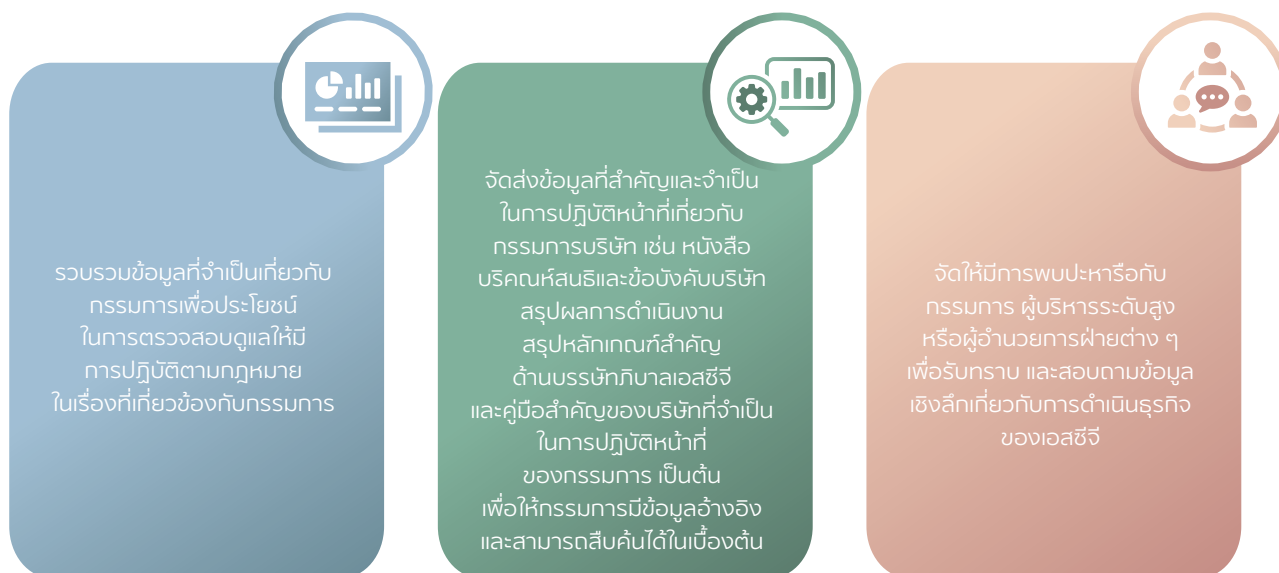 รวบรวมข้อมูลที่จำเป็นเกี่ยวกับ
กรรมการเพื่อประโยชน์
ในการตรวจสอบดูแลให้มี
การปฏิบัติตามกฎหมาย
ในเรื่องที่เกี่ยวข้องกับกรรมการ
จัดส่งข้อมูลที่สำคัญและจำเป็น
ในการปฏิบัติหน้าที่เกี่ยวกับ
กรรมการบริษัท เช่น หนังสือ
บริคณห์สนธิและข้อบังคับบริษัท
สรุปผลการดำเนินงาน
สรุปหลักเกณฑ์สำคัญ
ด้านบรรษัทภิบาลเอสซีจี
และคู่มือสำคัญของบริษัทที่จำเป็น
ในการปฏิบัติหน้าที่
ของกรรมการ เป็นต้น
เพื่อให้กรรมการมีข้อมูลอ้างอิง
และสามารถสืบค้นได้ในเบื้องต้น
จัดให้มีการพบปะหารือกับ
กรรมการ ผู้บริหารระดับสูง
หรือผู้อำนวยการฝ่ายต่าง ๆ
เพื่อรับทราบ และสอบถามข้อมูล
เชิงลึกเกี่ยวกับการดำเนินธุรกิจ
ของเอสซีจี